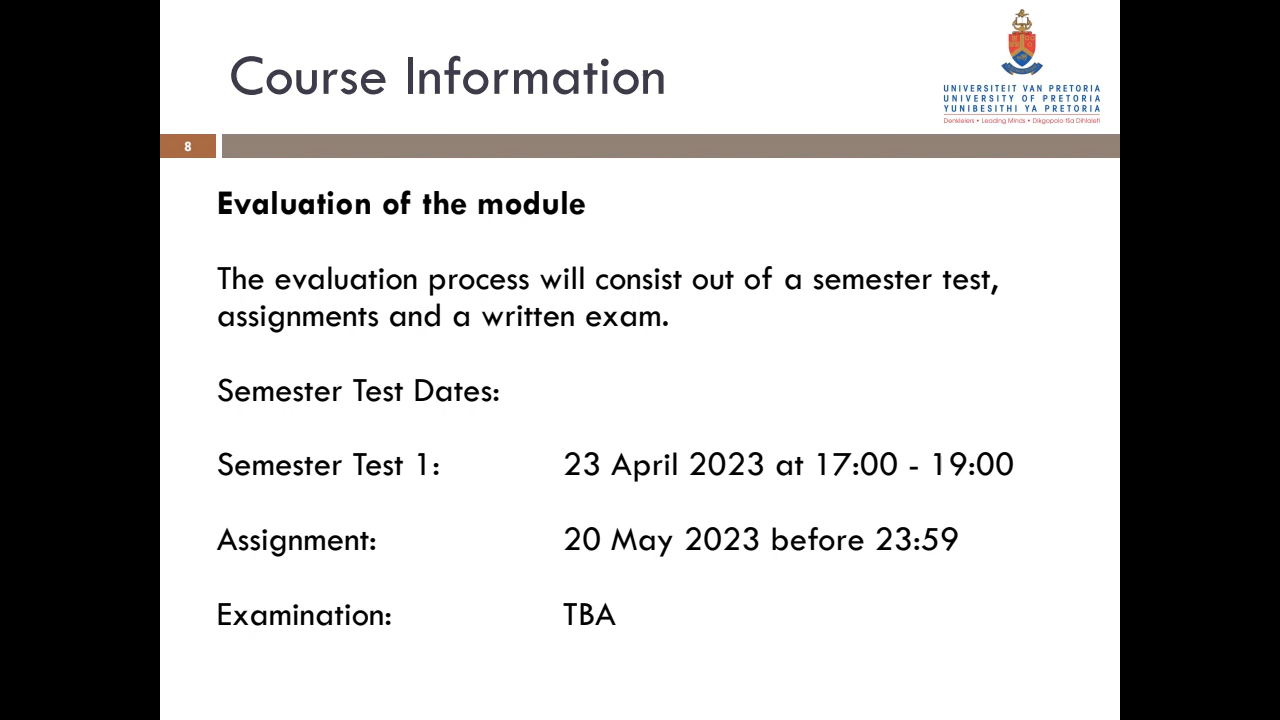 Course Information
UNIVERSITEIT VAN PRETORIA
UNIVERSITY OF PRETORIA
YUNIBESITHI YA PRETORIA
Denkleiers • Leading Minds • Dikgopolo tša Dihlalefi
8
Evaluation of the module
The evaluation process will consist out of a semester test,
assignments and a written exam.
Semester Test Dates:
Semester Test 1: 23 April 2023 at 17:00 - 19:00
Assignment: 20 May 2023 before 23:59
Examination: TBA